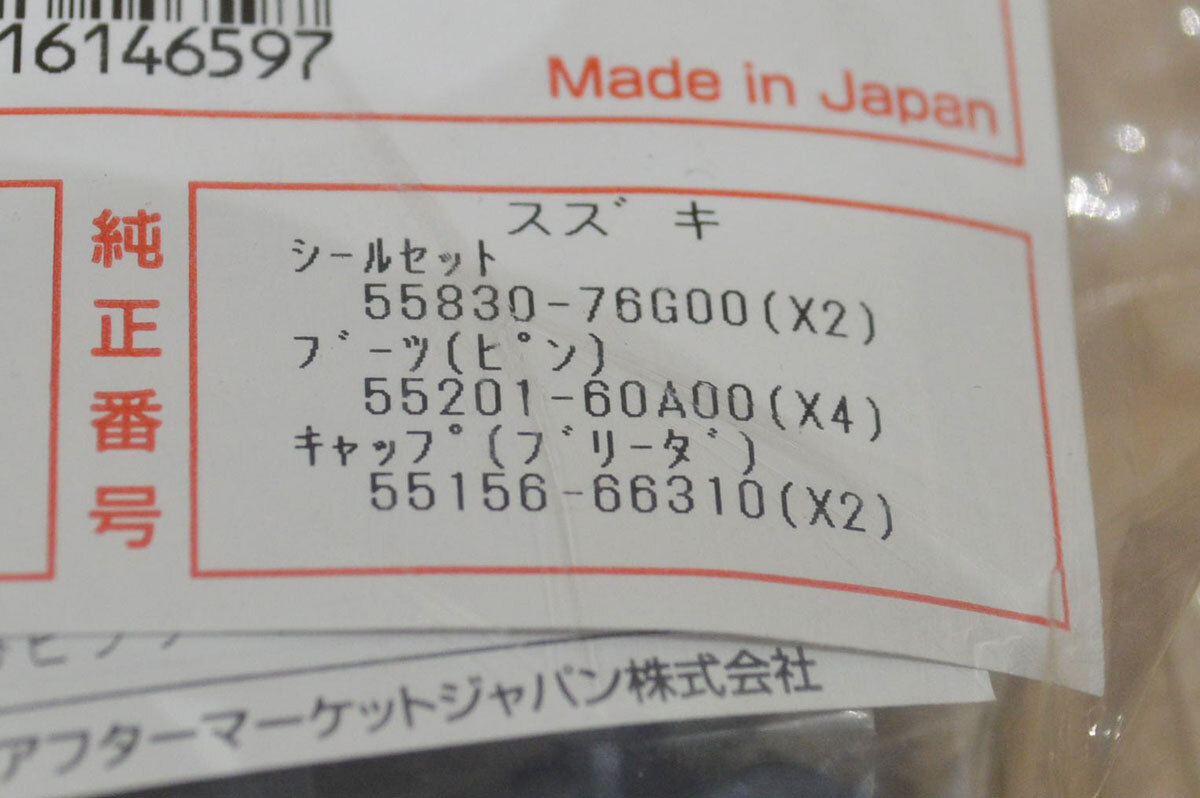 16146597
Made in Japan
純正番号
スズキ
シールセット
55830-76G00(X2)
ブーツ(ピン)
55201-60A00(X4)
キャップ(ブリーダ)
55156-66310(X2)
アフターマーケットジャパン株式会社